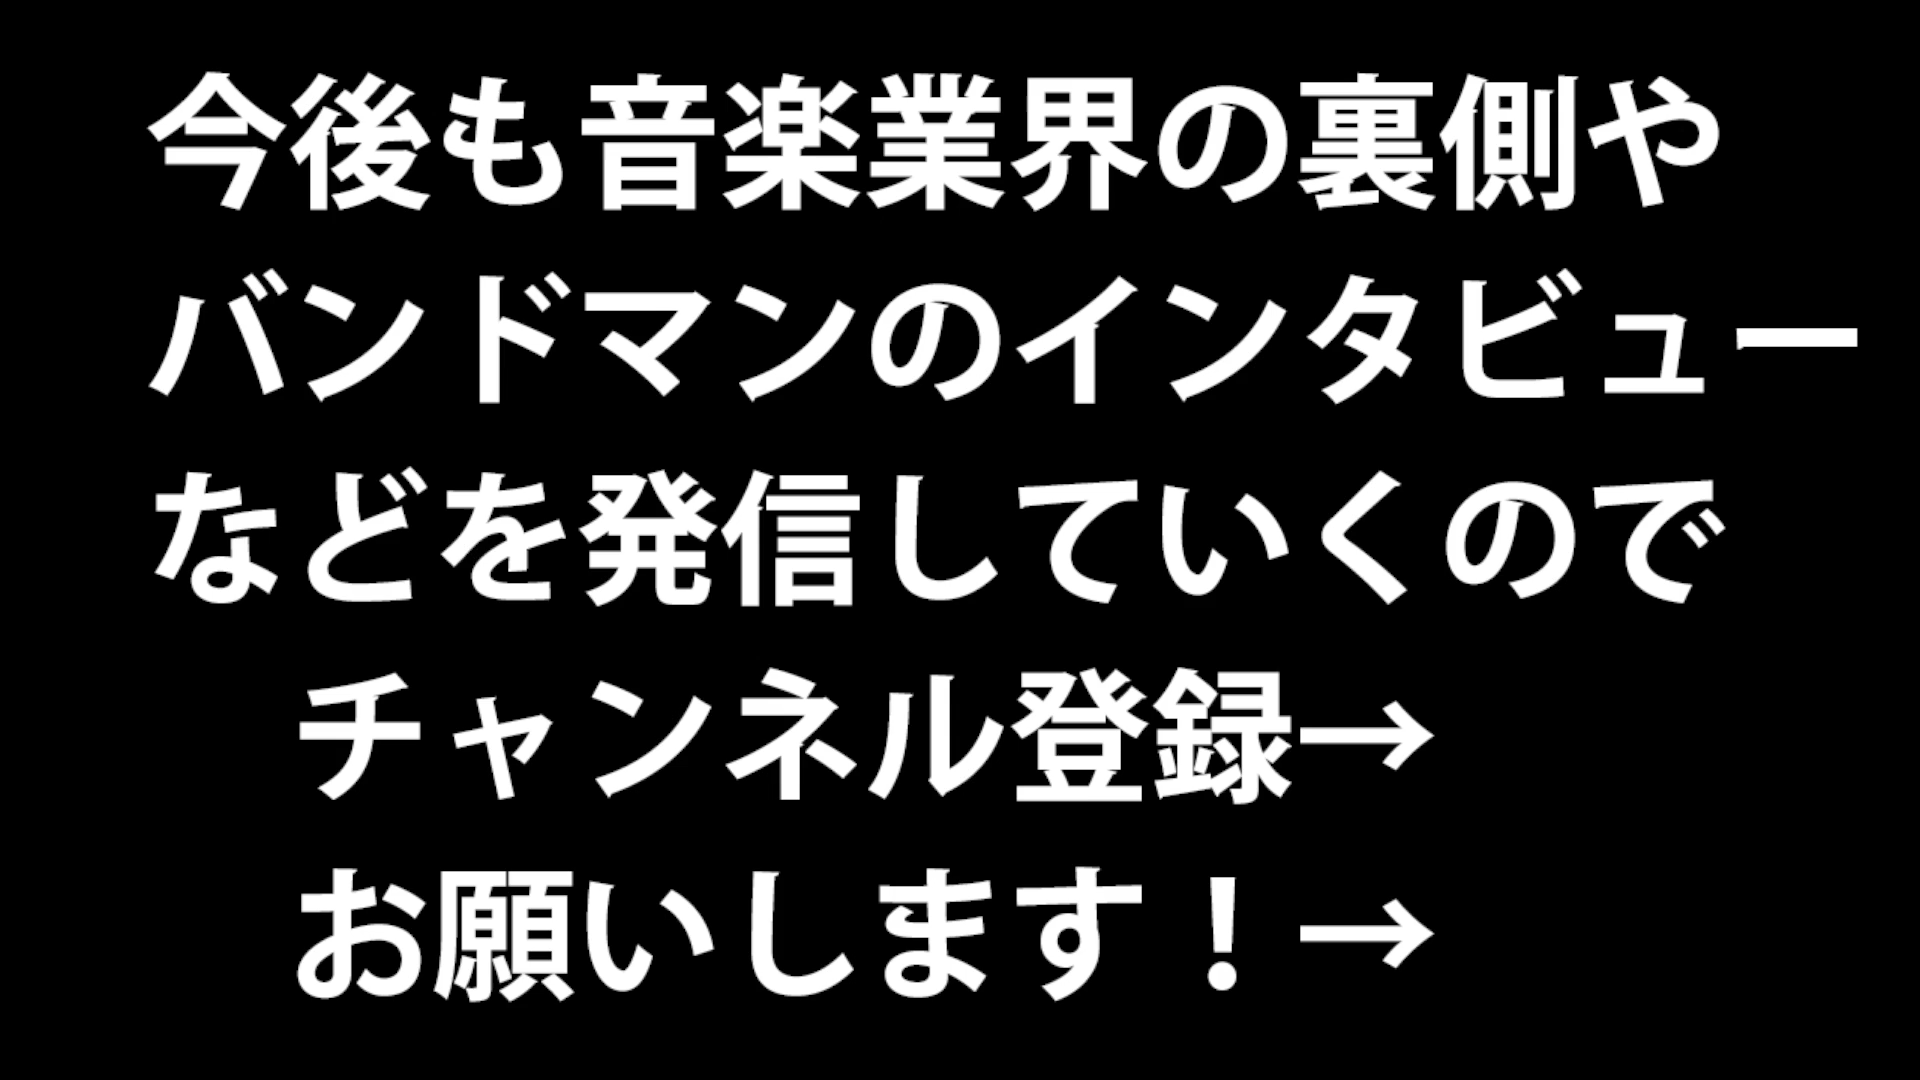 今後も音楽業界の裏側や
バンドマンのインタビュー
などを発信していくので
チャンネル登録→
お願いします！→